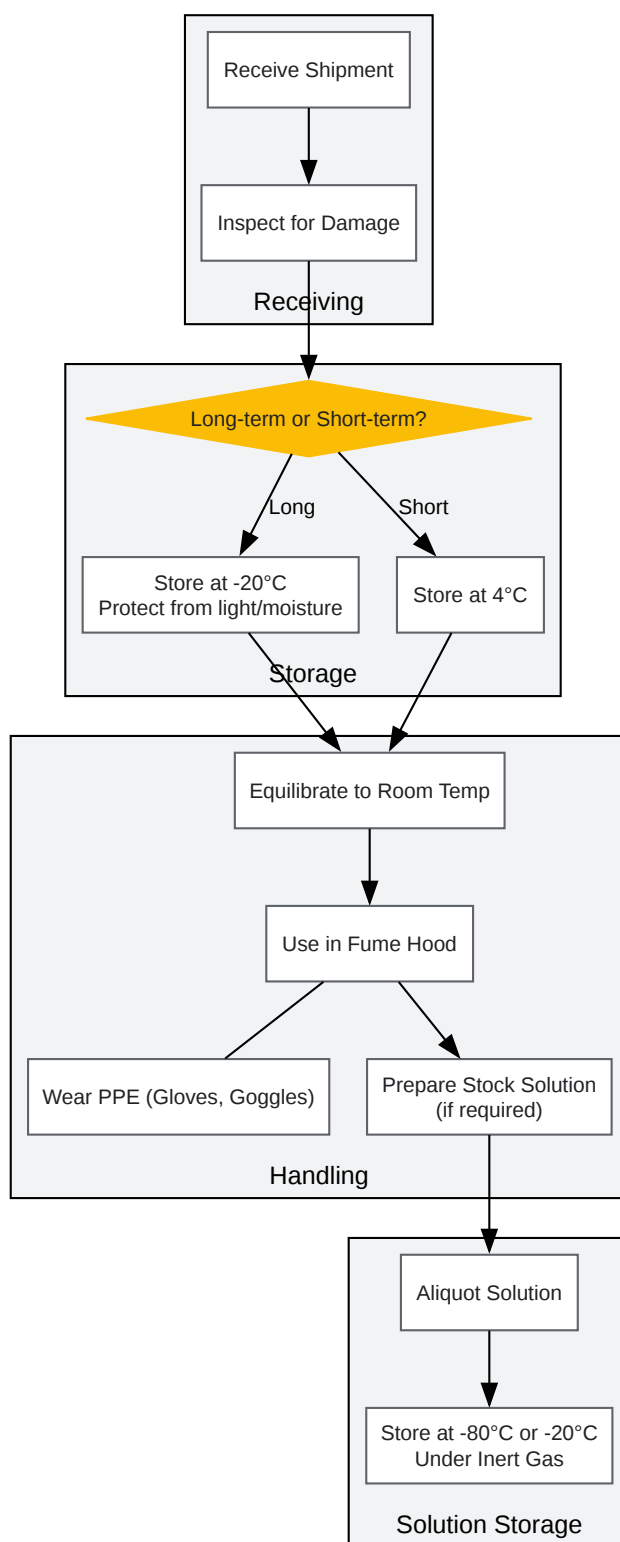 Receive Shipment
Inspect for Damage
Receiving
Long-term or Short-term?
Long
Short
Store at -20°C
Protect from light/moisture
Store at 4°C
Storage
Equilibrate to Room Temp
Use in Fume Hood
Wear PPE (Gloves, Goggles)
Prepare Stock Solution
(if required)
Handling
Aliquot Solution
Store at -80°C or -20°C
Under Inert Gas
Solution Storage